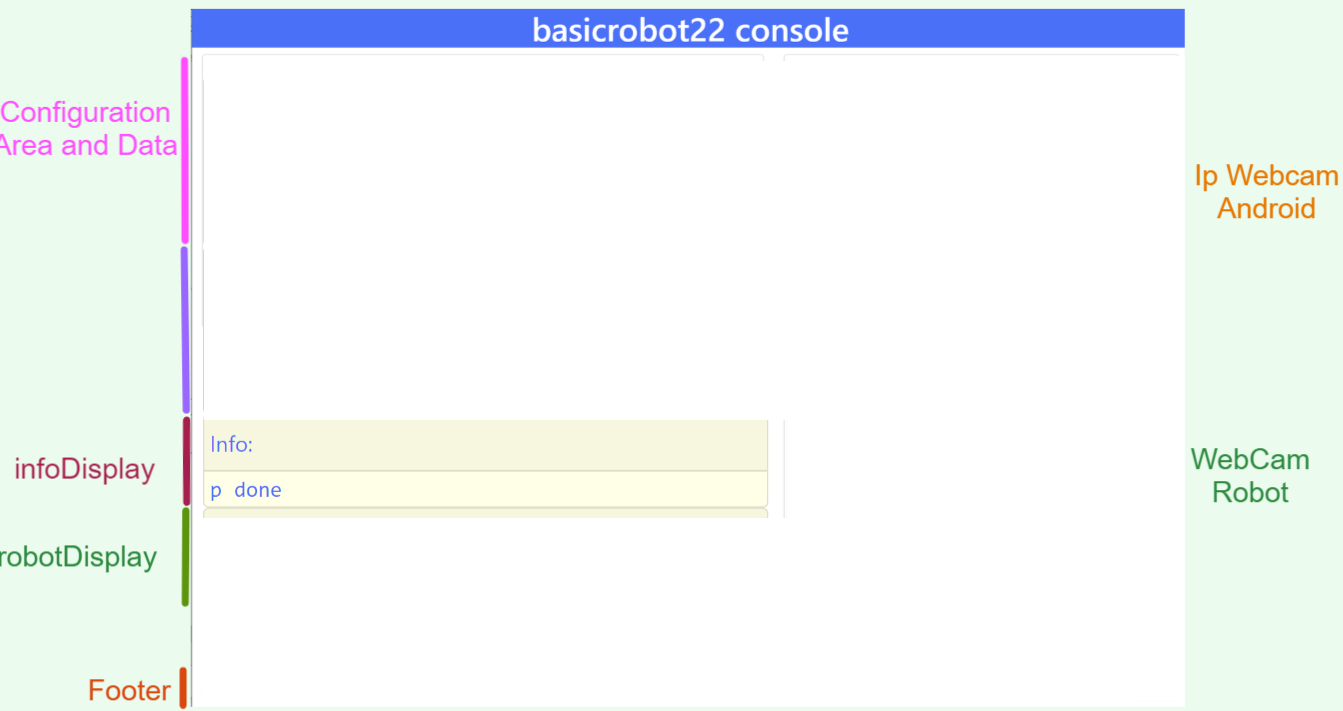 basicrobot22 console
Configuration
Area and Data
Ip Webcam
Android
Info:
infoDisplay
p done
WebCam
Robot
robotDisplay
Footer